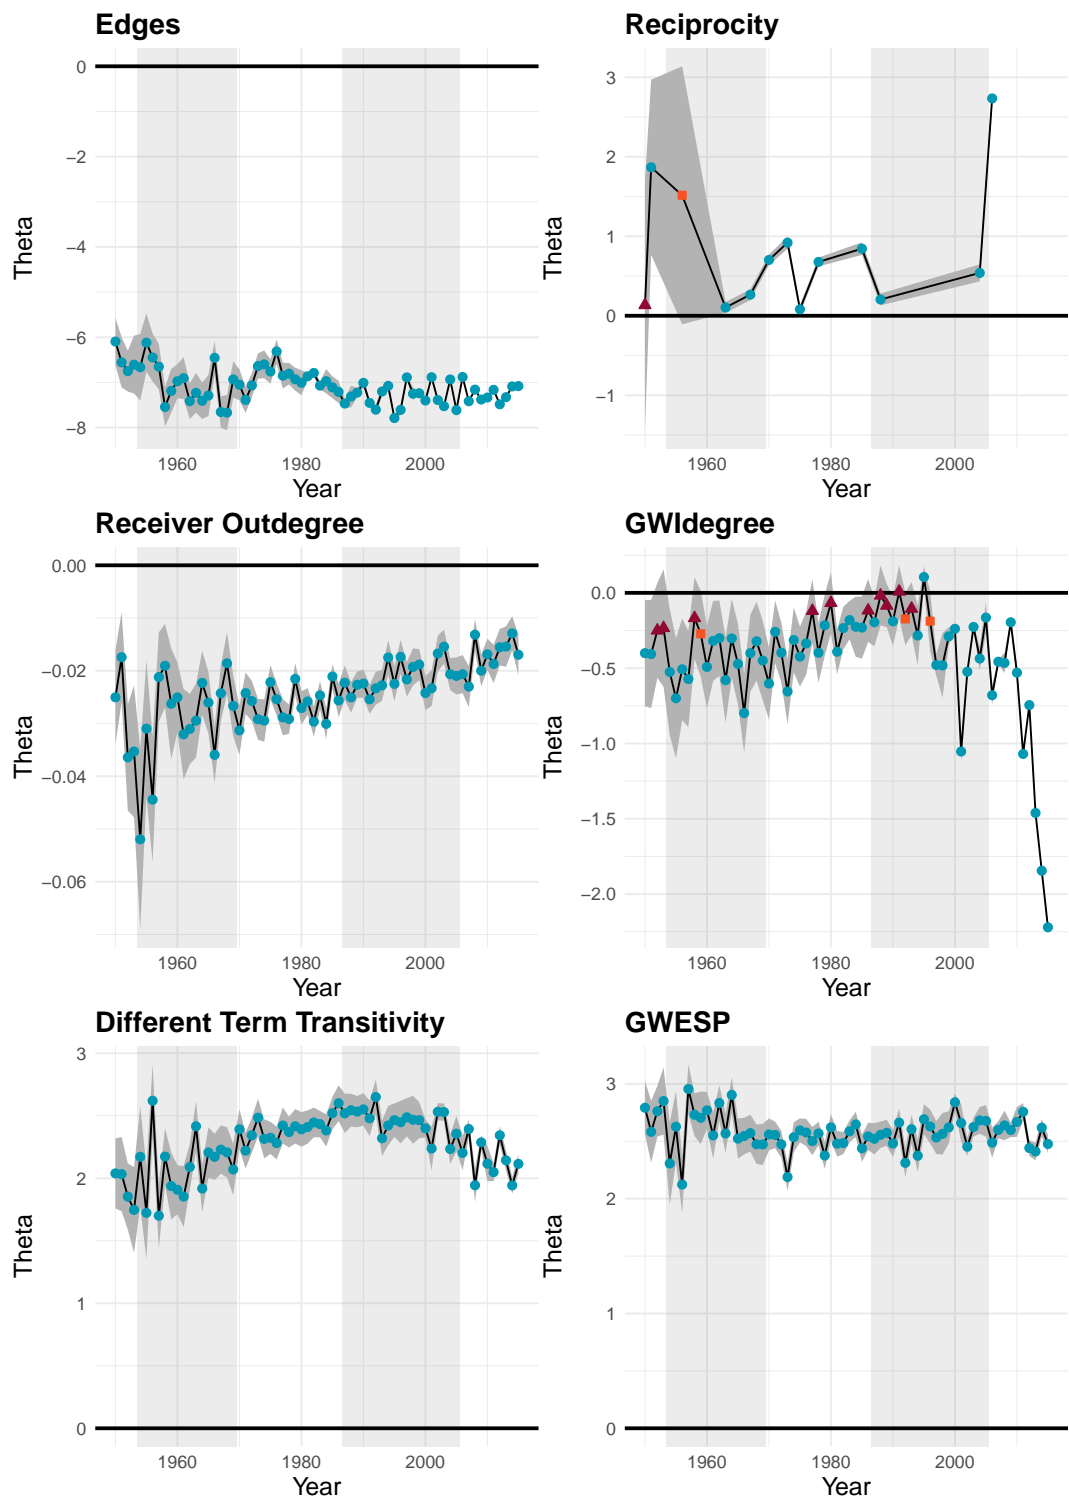 Edges
0
−2
−4
−6
−8
Theta
1960
1980
2000
Year
Reciprocity
3
2
1
0
−1
Theta
1960
1980
2000
Year
Receiver Outdegree
0.00
−0.02
−0.04
−0.06
Theta
1960
1980
2000
Year
GWIdegree
0.0
−0.5
−1.0
−1.5
−2.0
Theta
1960
1980
2000
Year
Different Term Transitivity
3
2
1
0
Theta
1960
1980
2000
Year
GWESP
3
2
1
0
Theta
1960
1980
2000
Year